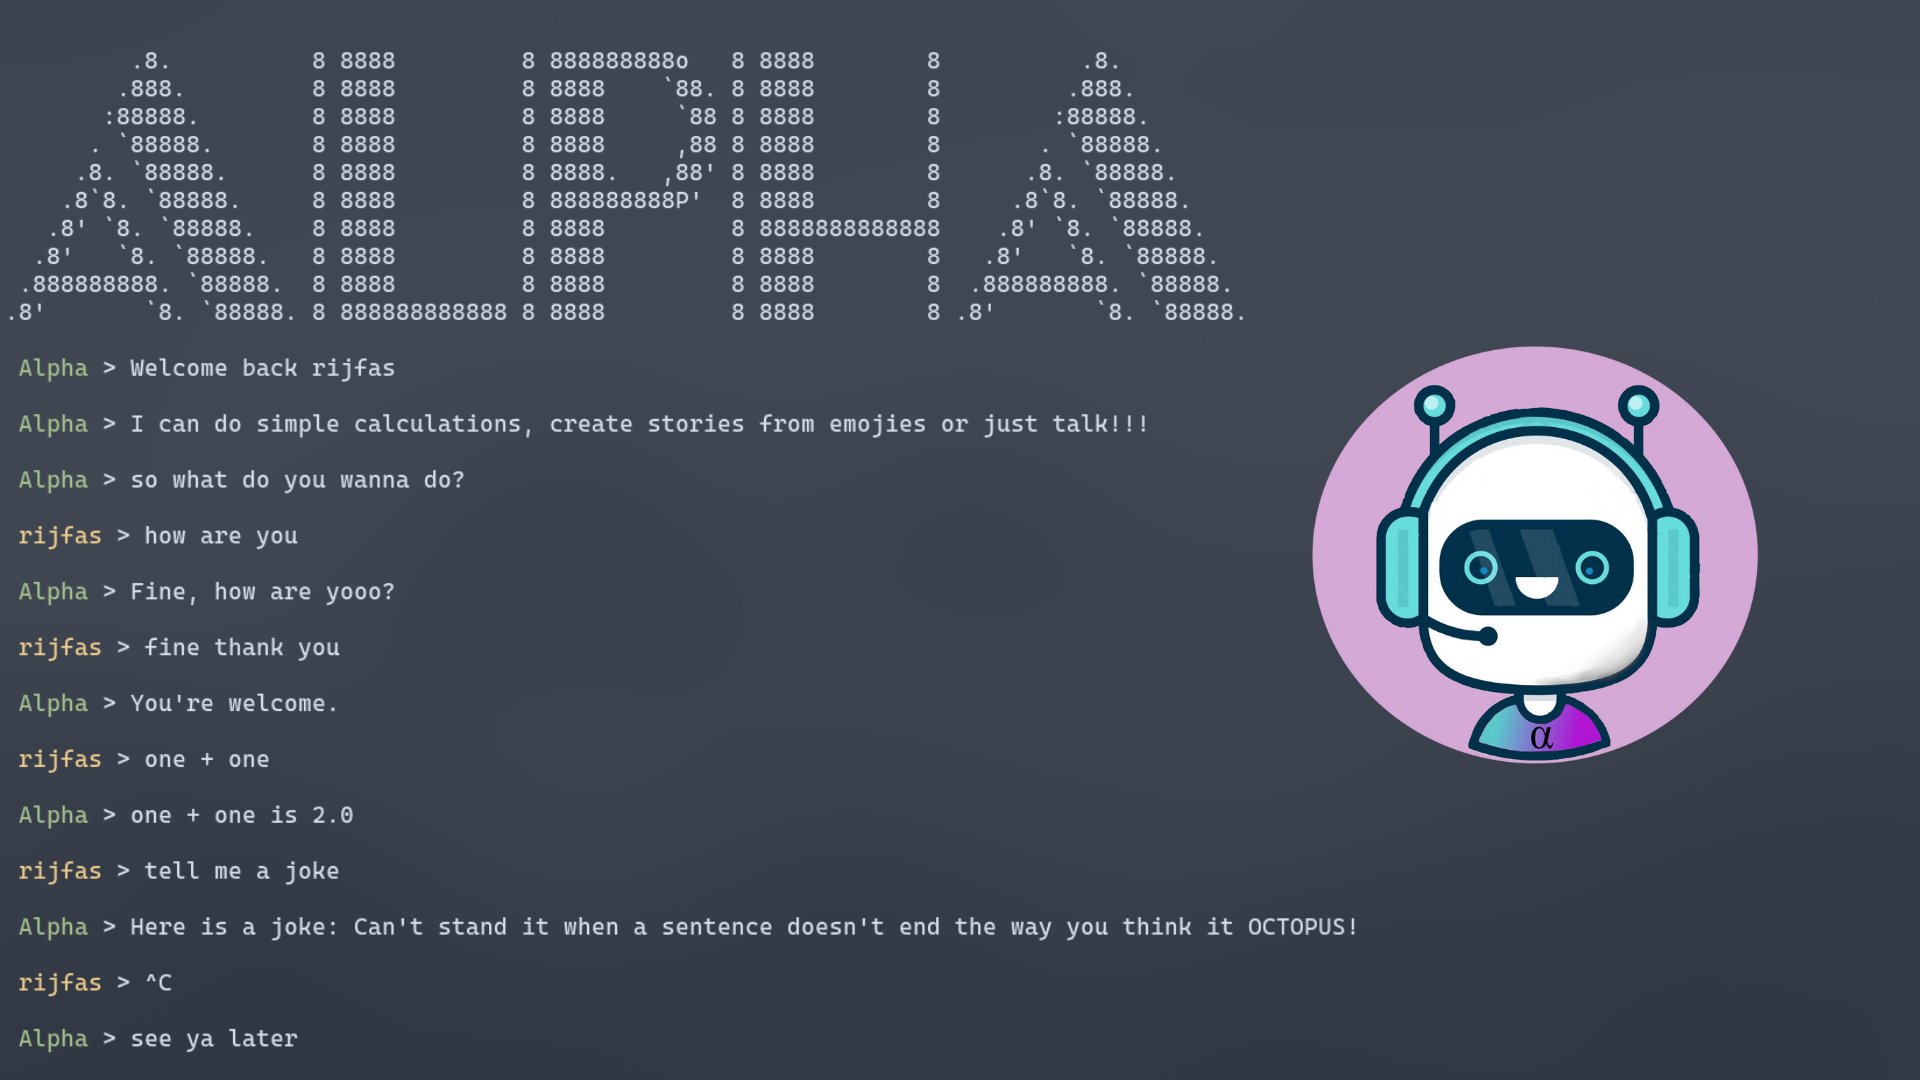 .8.          8 8888         8 888888888o   8 8888        8          .8.
         .888.         8 8888         8 8888    `88. 8 8888        8         .888.
        :88888.        8 8888         8 8888     `88 8 8888        8        :88888.
       . `88888.       8 8888         8 8888     ,88 8 8888        8       . `88888.
      .8. `88888.      8 8888         8 8888.   ,88' 8 8888        8      .8. `88888.
     .8`8. `88888.     8 8888         8 888888888P'  8 8888        8     .8`8. `88888.
    .8' `8. `88888.    8 8888         8 8888         8 8888888888888    .8' `8. `88888.
   .8'   `8. `88888.   8 8888         8 8888         8 8888        8   .8'   `8. `88888.
  .888888888. `88888.  8 8888         8 8888         8 8888        8  .888888888. `88888.
 .8'       `8. `88888. 8 888888888888 8 8888         8 8888        8 .8'       `8. `88888.
Alpha > Welcome back rijfas
Alpha > I can do simple calculations, create stories from emojies or just talk!!!
Alpha > so what do you wanna do?
rijfas > how are you
Alpha > Fine, how are yooo?
rijfas > fine thank you
Alpha > You're welcome.
rijfas > one + one
Alpha > one + one is 2.0
rijfas > tell me a joke
Alpha > Here is a joke: Can't stand it when a sentence doesn't end the way you think it OCTOPUS!
rijfas > ^C
Alpha > see ya later
α